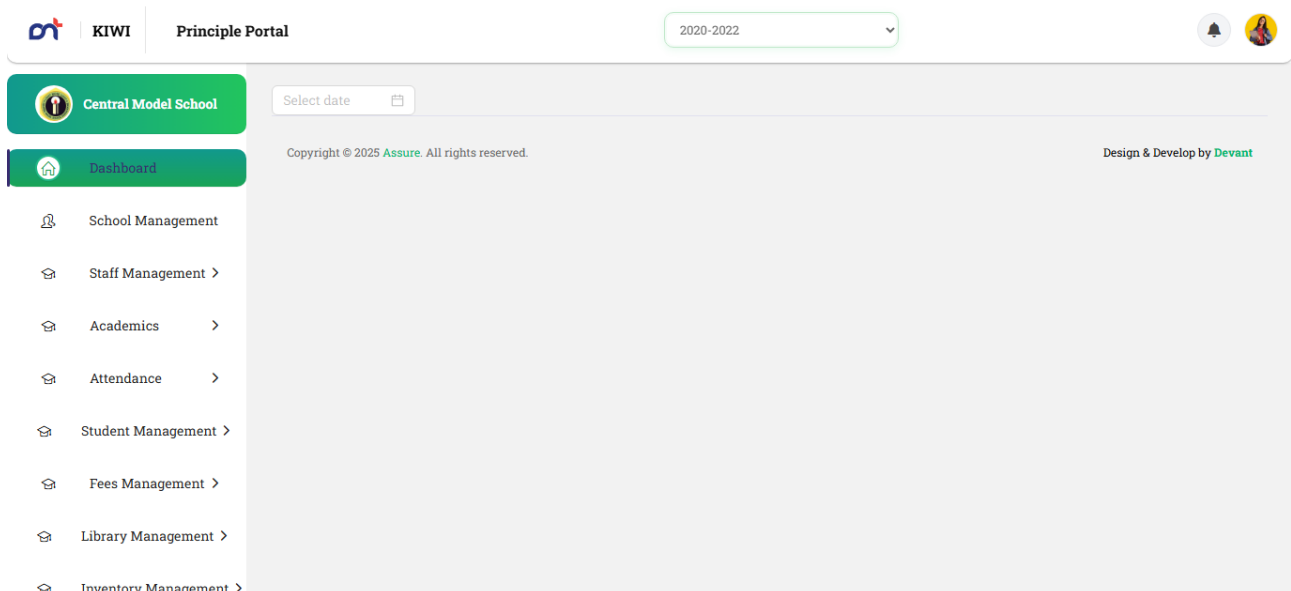 KIWI
Principle Portal
2020-2022
Central Model School
Select date
Dashboard
Copyright © 2025 Assure. All rights reserved.
Design & Develop by Devant
School Management
Staff Management
Academics
Attendance
Student Management
Fees Management
Library Management
Inventory Management